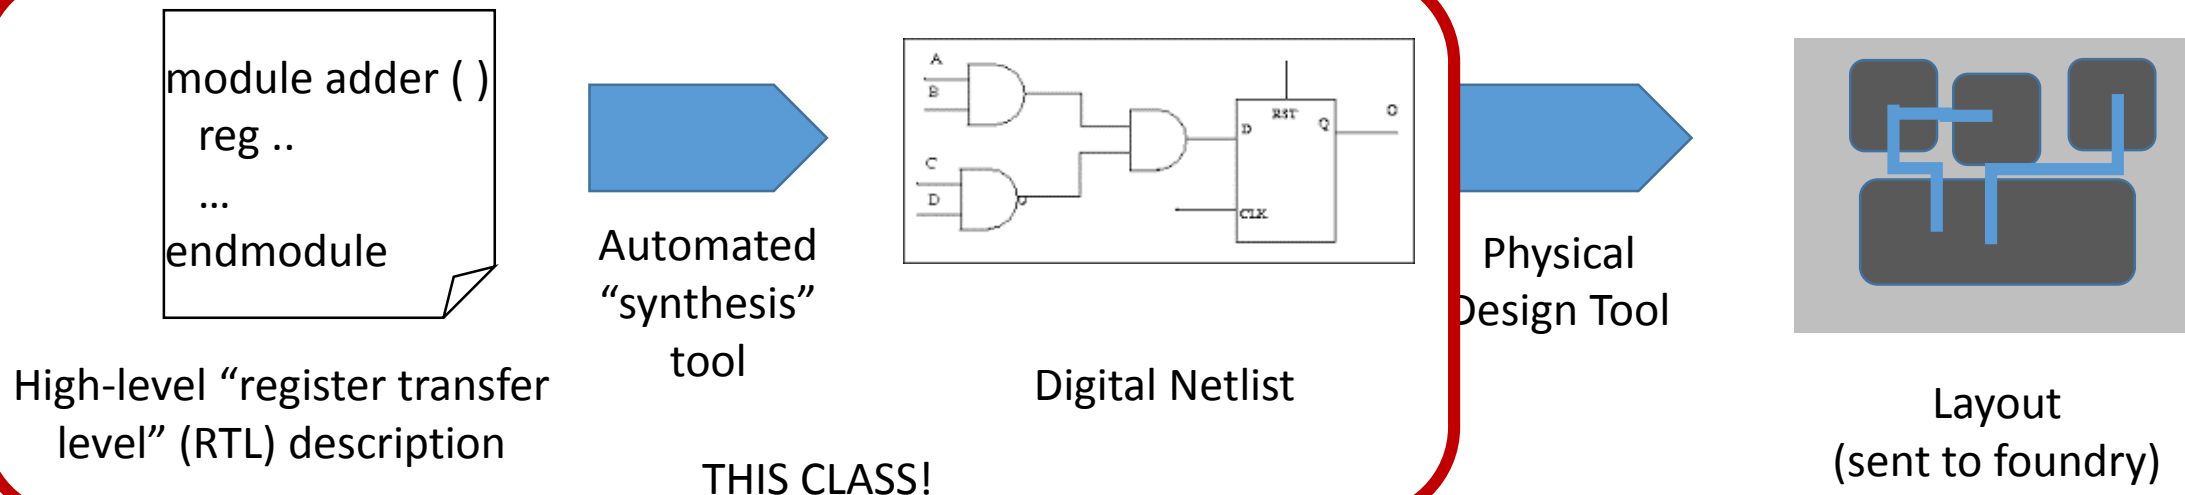 module adder ( )
reg ..
...
endmodule
High-level “register transfer
level” (RTL) description
Automated
“synthesis”
tool
A
B
C
D
D
RST
Q
CLK
O
Digital Netlist
THIS CLASS!
Physical
Design Tool
Layout
(sent to foundry)